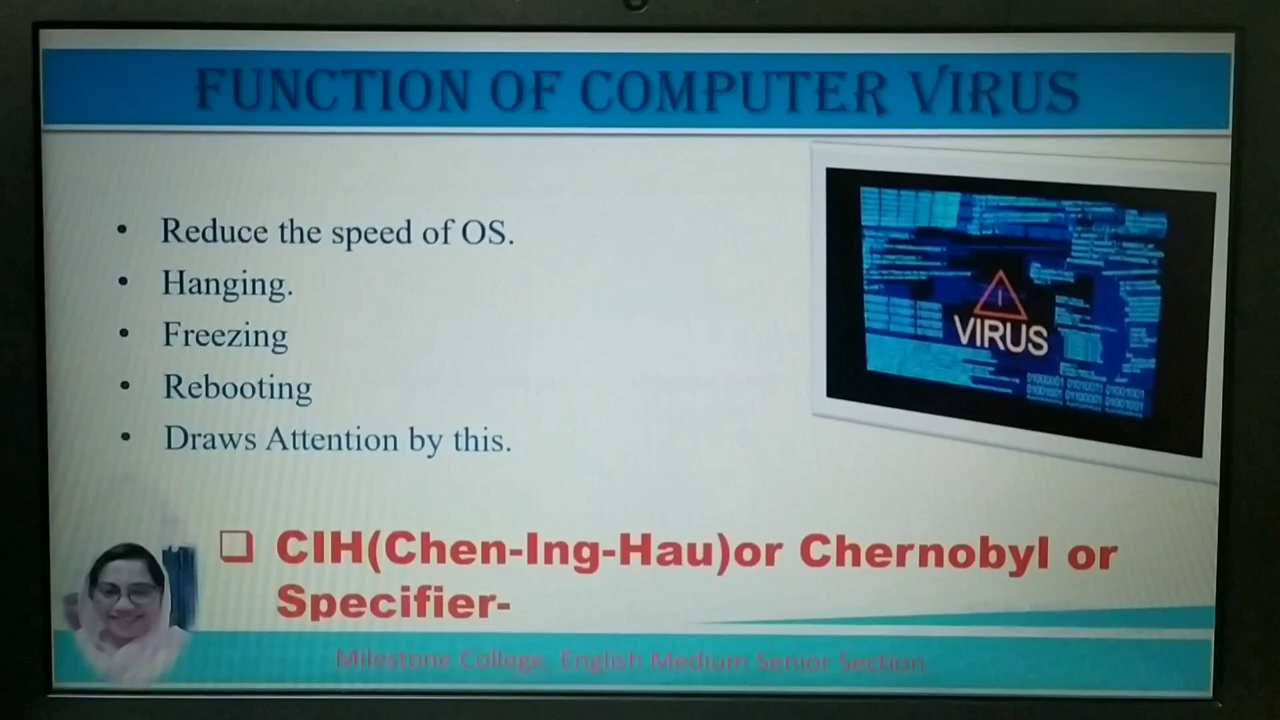 FUNCTION OF COMPUTER VIRUS
• Reduce the speed of OS.
• Hanging.
• Freezing
• Rebooting
• Draws Attention by this.
VIRUS
❑ CIH(Chen-Ing-Hau)or Chernobyl or
Specifier-
Milestone College, English Medium Senior Section